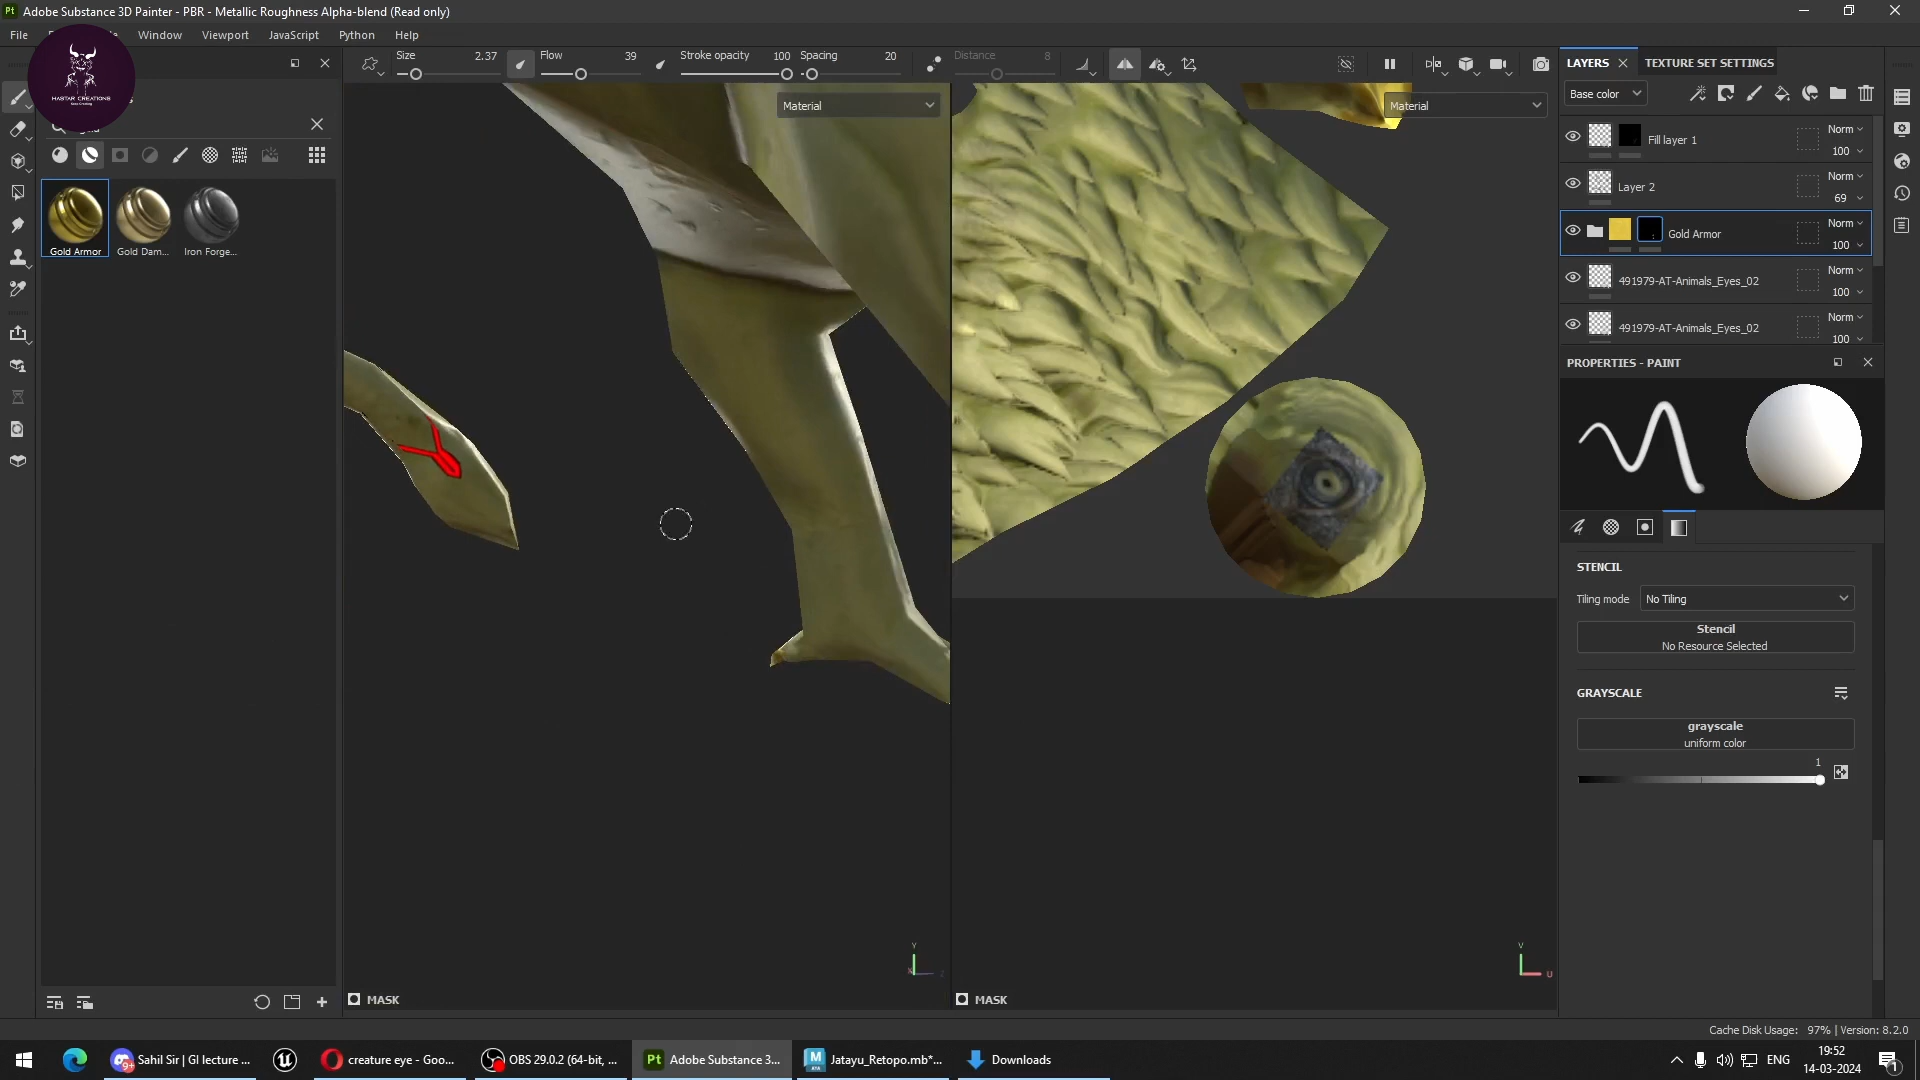 Pt Adobe Substance 3D Painter - PBR - Metallic Roughness Alpha-blend (Read only)
File
Window
Viewport
JavaScript
Python
Help
HASTAR CREATIONS
Size 2.37
Flow 39
Stroke opacity 100
Spacing 20
Distance 8
Material
Material
Gold Armor
Gold Dam...
Iron Forge...
MASK
MASK
Y
Z
V
U
LAYERS
TEXTURE SET SETTINGS
Base color
Fill layer 1
Norm
100
Layer 2
Norm
69
Gold Armor
Norm
100
491979-AT-Animals_Eyes_02
Norm
100
491979-AT-Animals_Eyes_02
Norm
100
PROPERTIES - PAINT
STENCIL
Tiling mode No Tiling
Stencil
No Resource Selected
GRAYSCALE
grayscale
uniform color
1
Cache Disk Usage: 97% | Version: 8.2.0
Sahil Sir | GI lecture ...
creature eye - Goo...
OBS 29.0.2 (64-bit, ...
Pt Adobe Substance 3...
Jatayu_Retopo.mb*...
Downloads
ENG
19:52
14-03-2024
1